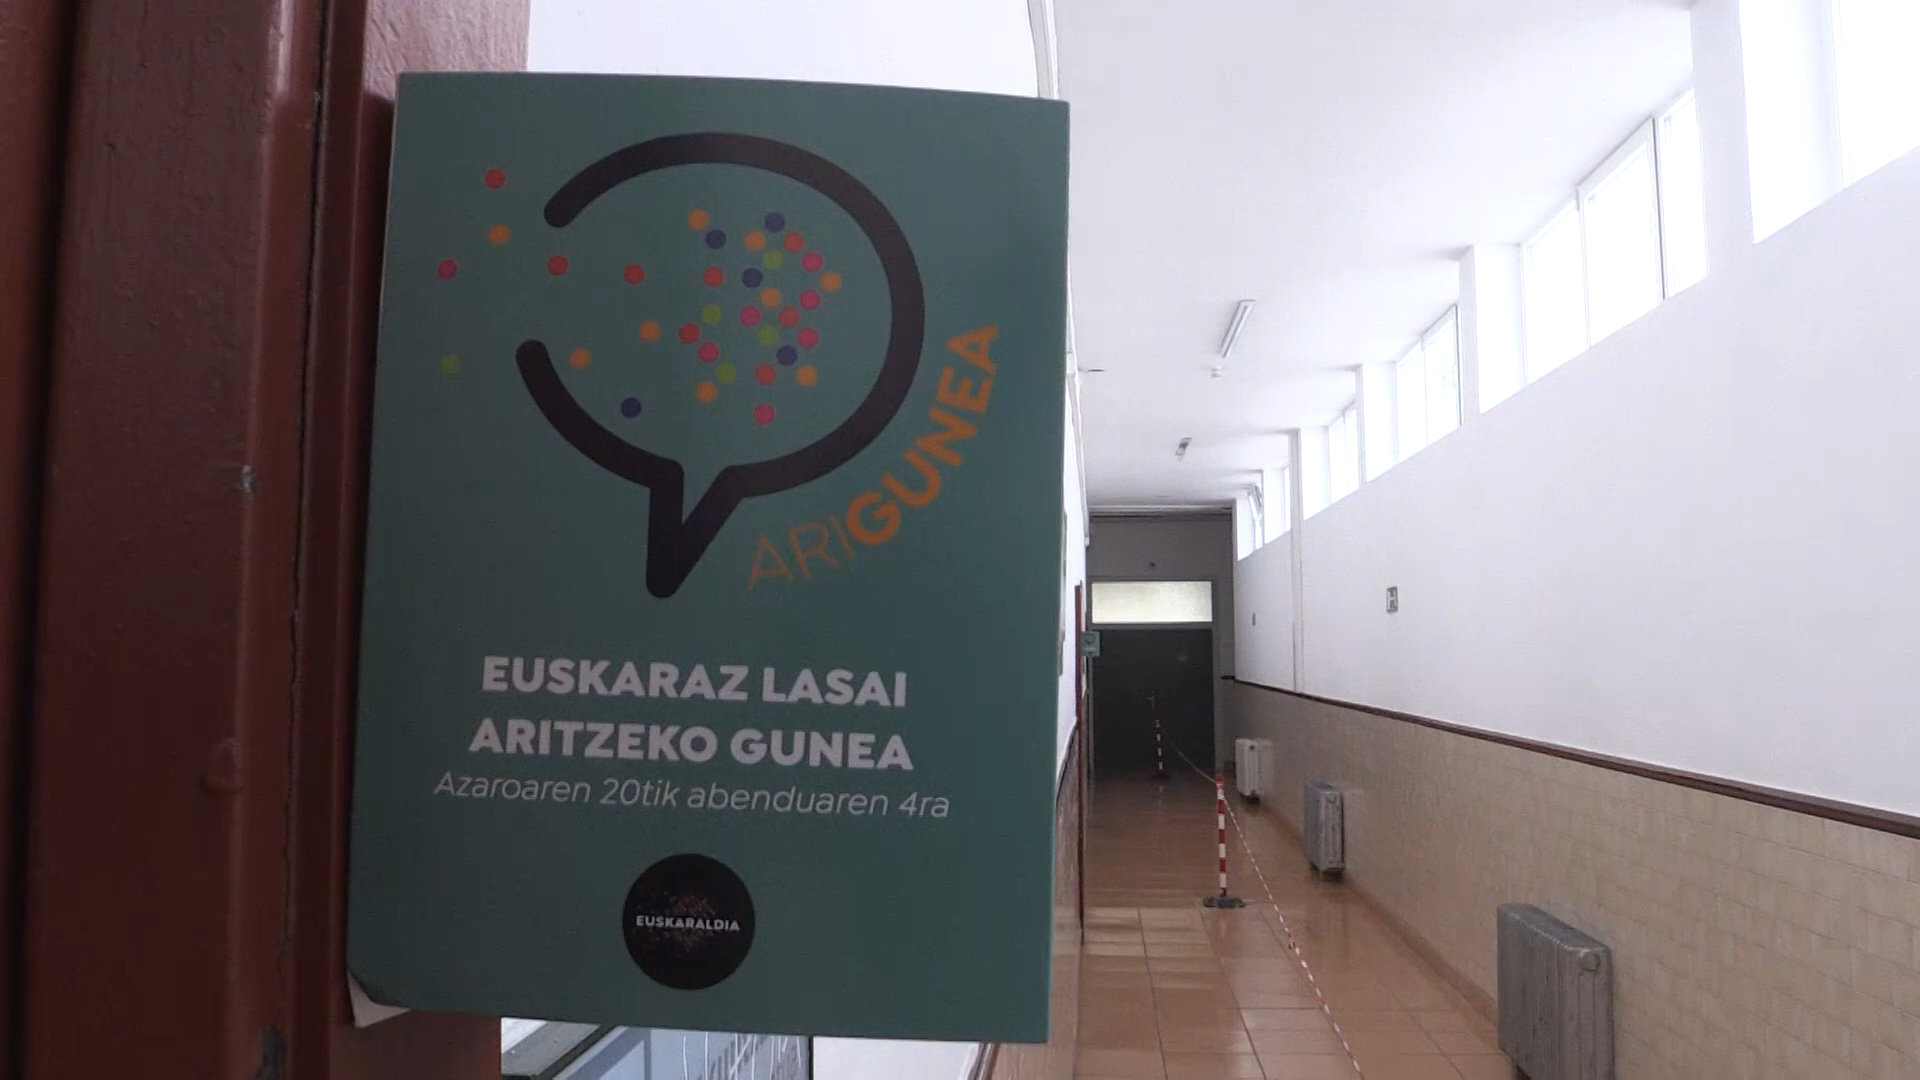 ARIGUNEA
EUSKARAZ LASAI
ARITZEKO GUNEA
Azaroaren 20tik abenduaren 4ra
EUSKARALDIA
H